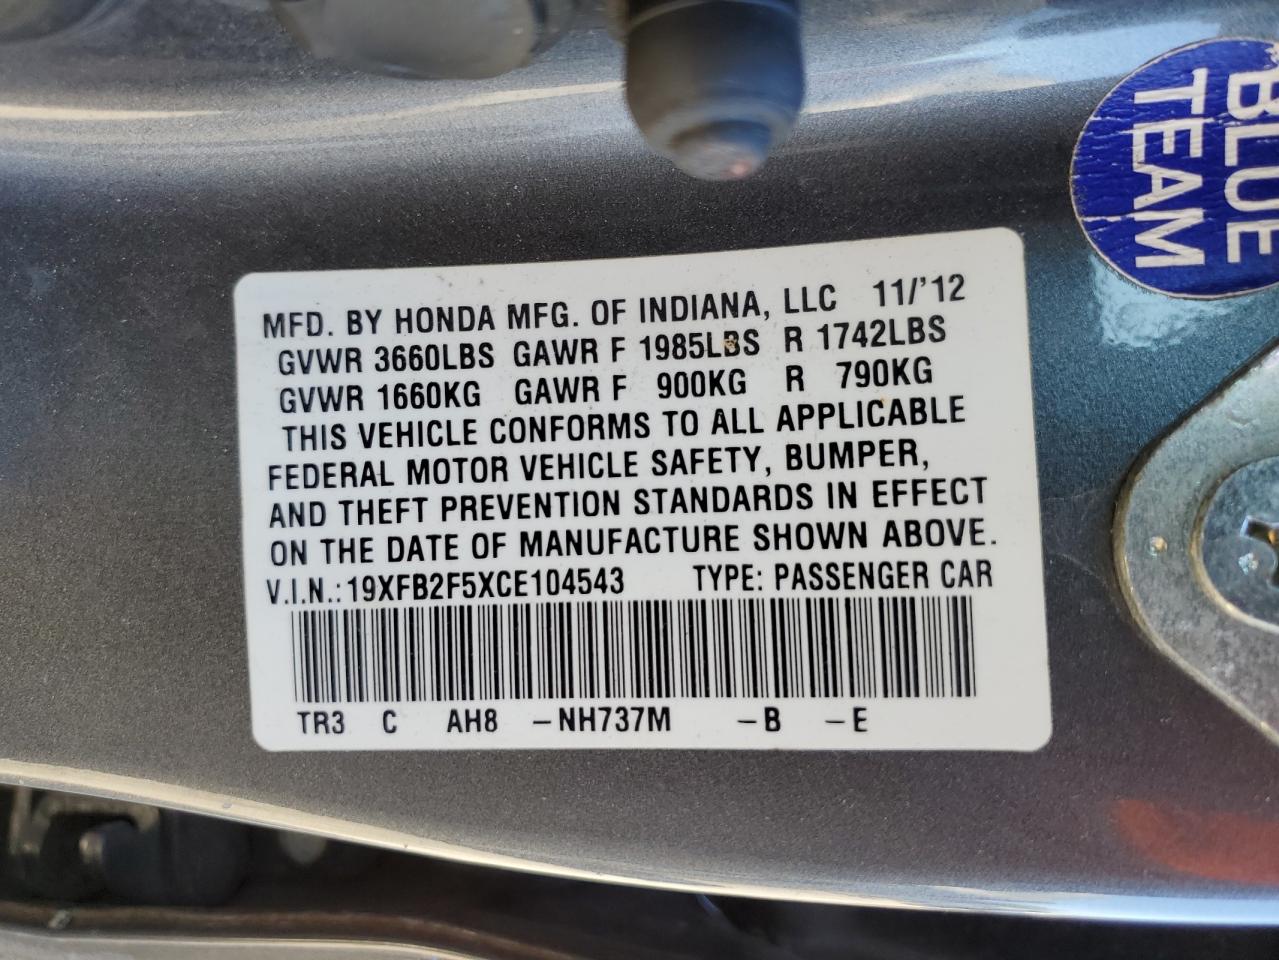 BLUE
TEAM
MFD. BY HONDA MFG. OF INDIANA, LLC 11/'12
GVWR 3660LBS GAWR F 1985LBS R 1742LBS
GVWR 1660KG GAWR F 900KG R 790KG
THIS VEHICLE CONFORMS TO ALL APPLICABLE
FEDERAL MOTOR VEHICLE SAFETY, BUMPER,
AND THEFT PREVENTION STANDARDS IN EFFECT
ON THE DATE OF MANUFACTURE SHOWN ABOVE.
V.I.N.: 19XFB2F5XCE104543 TYPE: PASSENGER CAR
TR3 C AH8 –NH737M –B –E